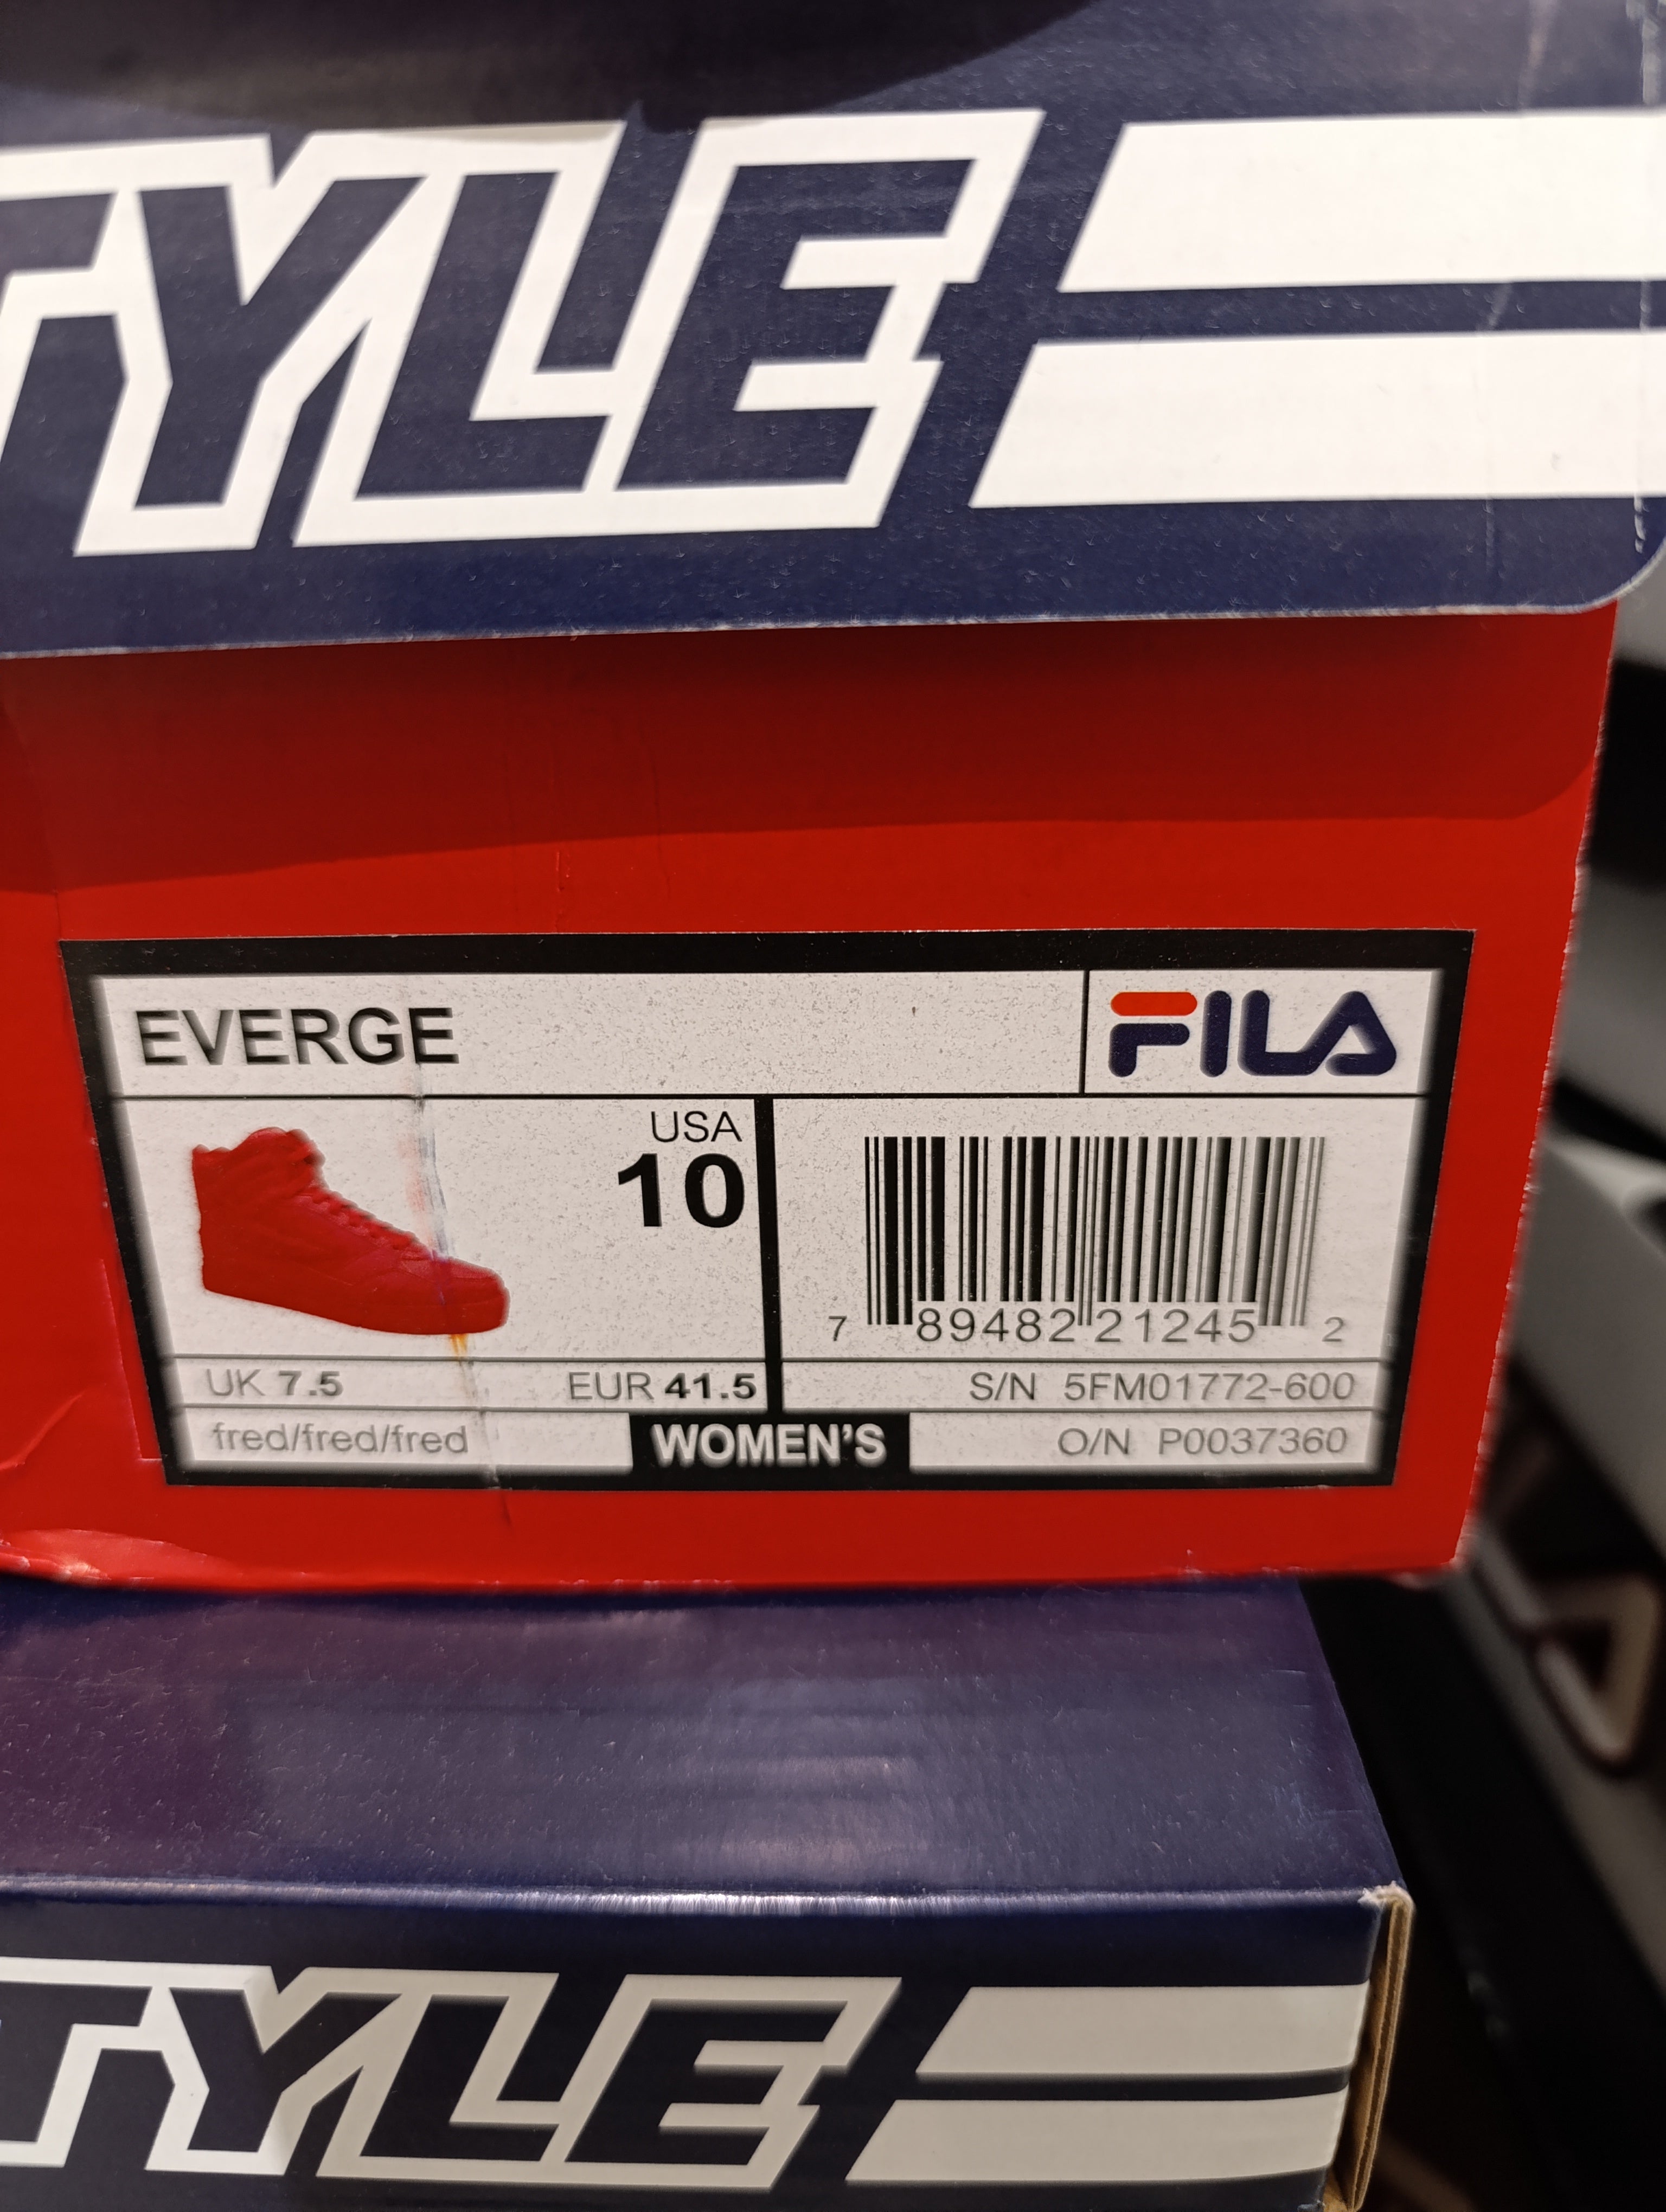 TYLE
EVERGE
FILA
USA
10
7 89482 21245 2
UK 7.5
EUR 41.5
S/N 5FM01772-600
fred/fred/fred
WOMEN'S
O/N P0037360
TYLE